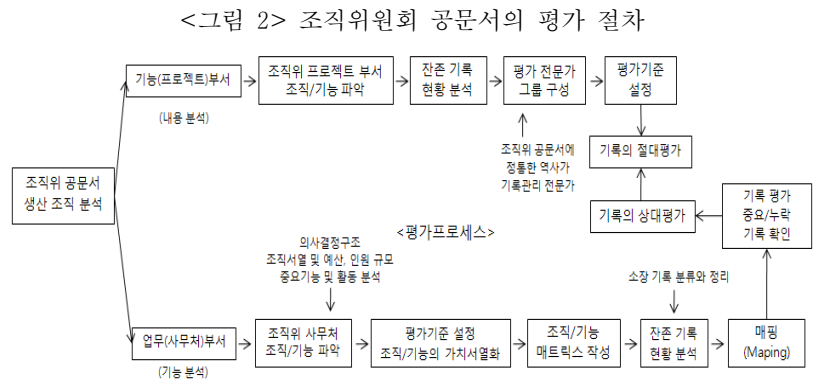 <그림 2> 조직위원회 공문서의 평가 절차
기능(프로젝트)부서
(내용 분석)
조직위 프로젝트 부서
조직/기능 파악
잔존 기록
현황 분석
평가 전문가
그룹 구성
평가기준
설정
조직위 공문서에
정통한 역사가
기록관리 전문가
기록의 절대평가
조직위 공문서
생산 조직 분석
기록의 상대평가
기록 평가
중요/누락
기록 확인
<평가프로세스>
의사결정구조
조직서열 및 예산, 인원 규모
중요기능 및 활동 분석
소장 기록 분류와 정리
업무(사무처)부서
(기능 분석)
조직위 사무처
조직/기능 파악
평가기준 설정
조직/기능의 가치서열화
조직/기능
매트릭스 작성
잔존 기록
현황 분석
매핑
(Maping)